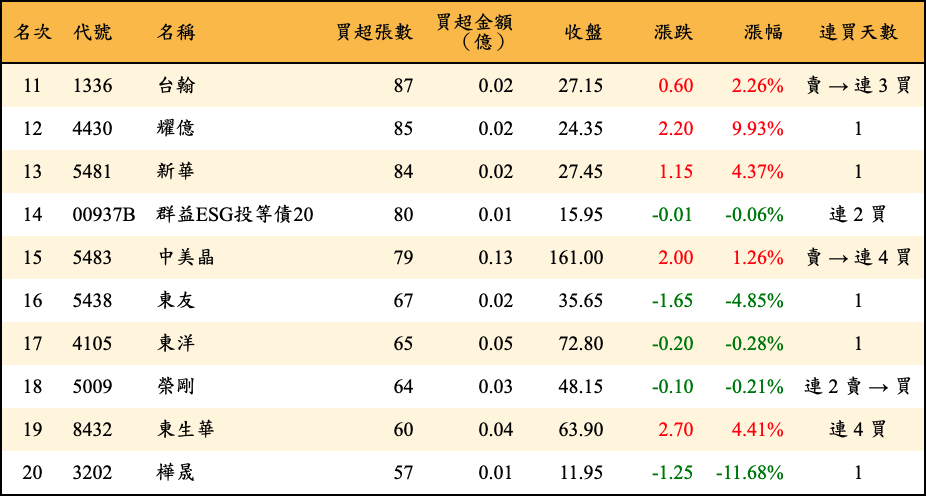 名次 代號 名稱 買超張數 買超金額（億） 收盤 漲跌 漲幅 連買天數
11 1336 台翰 87 0.02 27.15 0.60 2.26% 賣 → 連 3 買
12 4430 耀億 85 0.02 24.35 2.20 9.93% 1
13 5481 新華 84 0.02 27.45 1.15 4.37% 1
14 00937B 群益ESG投等債20 80 0.01 15.95 -0.01 -0.06% 連 2 買
15 5483 中美晶 79 0.13 161.00 2.00 1.26% 賣 → 連 4 買
16 5438 東友 67 0.02 35.65 -1.65 -4.85% 1
17 4105 東洋 65 0.05 72.80 -0.20 -0.28% 1
18 5009 榮剛 64 0.03 48.15 -0.10 -0.21% 連 2 賣 → 買
19 8432 東生華 60 0.04 63.90 2.70 4.41% 連 4 買
20 3202 樺晟 57 0.01 11.95 -1.25 -11.68% 1